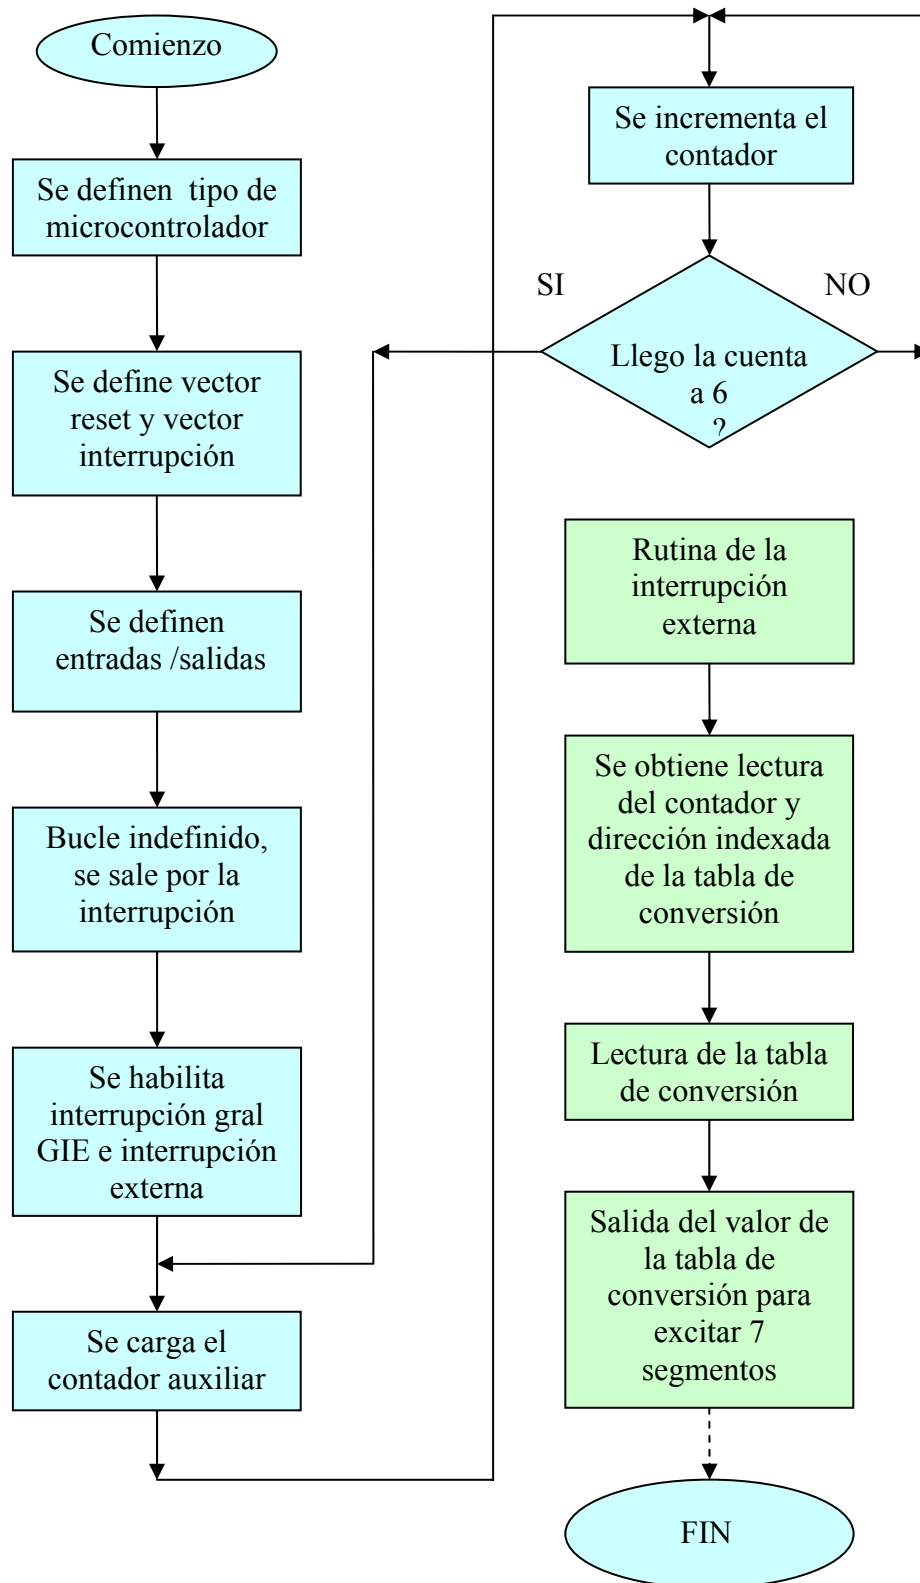 Comienzo
Se definen tipo de
microcontrolador
Se define vector
reset y vector
interrupción
Se definen
entradas /salidas
Bucle indefinido,
se sale por la
interrupción
Se habilita
interrupción gral
GIE e interrupción
externa
Se carga el
contador auxiliar
Se incrementa el
contador
SI
NO
Llego la cuenta
a 6
?
Rutina de la
interrupción
externa
Se obtiene lectura
del contador y
dirección indexada
de la tabla de
conversión
Lectura de la tabla
de conversión
Salida del valor de
la tabla de
conversión para
excitar 7
segmentos
FIN